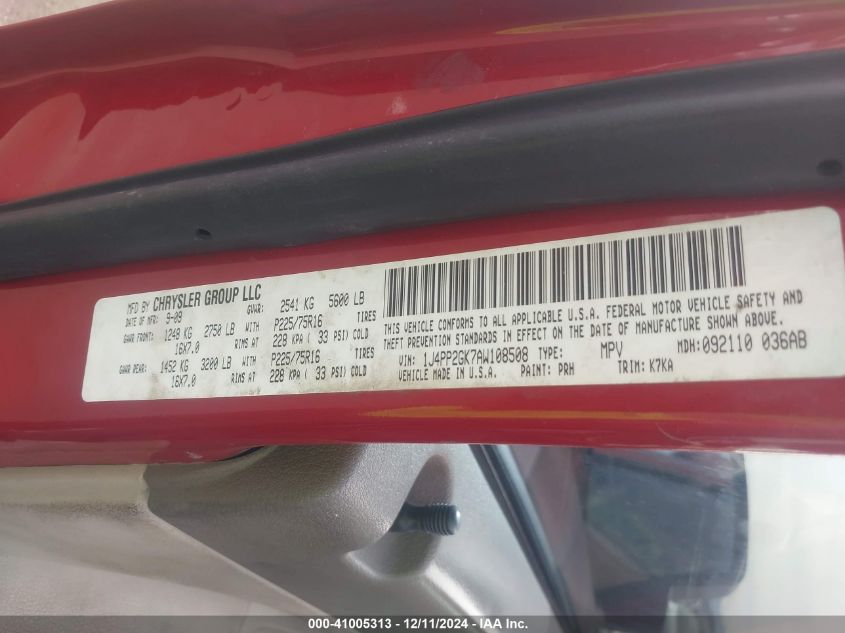 MFD BY CHRYSLER GROUP LLC
DATE OF MFR: 9-09 GVWR: 2541 KG 5600 LB
GAWR FRONT: 1248 KG 2750 LB WITH P225/75R16 TIRES
16X7.0 RIMS AT 228 KPA ( 33 PSI) COLD
GAWR REAR: 1452 KG 3200 LB WITH P225/75R16 TIRES
16X7.0 RIMS AT 228 KPA ( 33 PSI) COLD
THIS VEHICLE CONFORMS TO ALL APPLICABLE U.S.A. FEDERAL MOTOR VEHICLE SAFETY AND
THEFT PREVENTION STANDARDS IN EFFECT ON THE DATE OF MANUFACTURE SHOWN ABOVE.
VIN: 1J4PP2GK7AW108508 TYPE: MPV MDH: 092110 036AB
VEHICLE MADE IN U.S.A. PAINT: PRH TRIM: K7KA
000-41005313 - 12/11/2024 - IAA Inc.